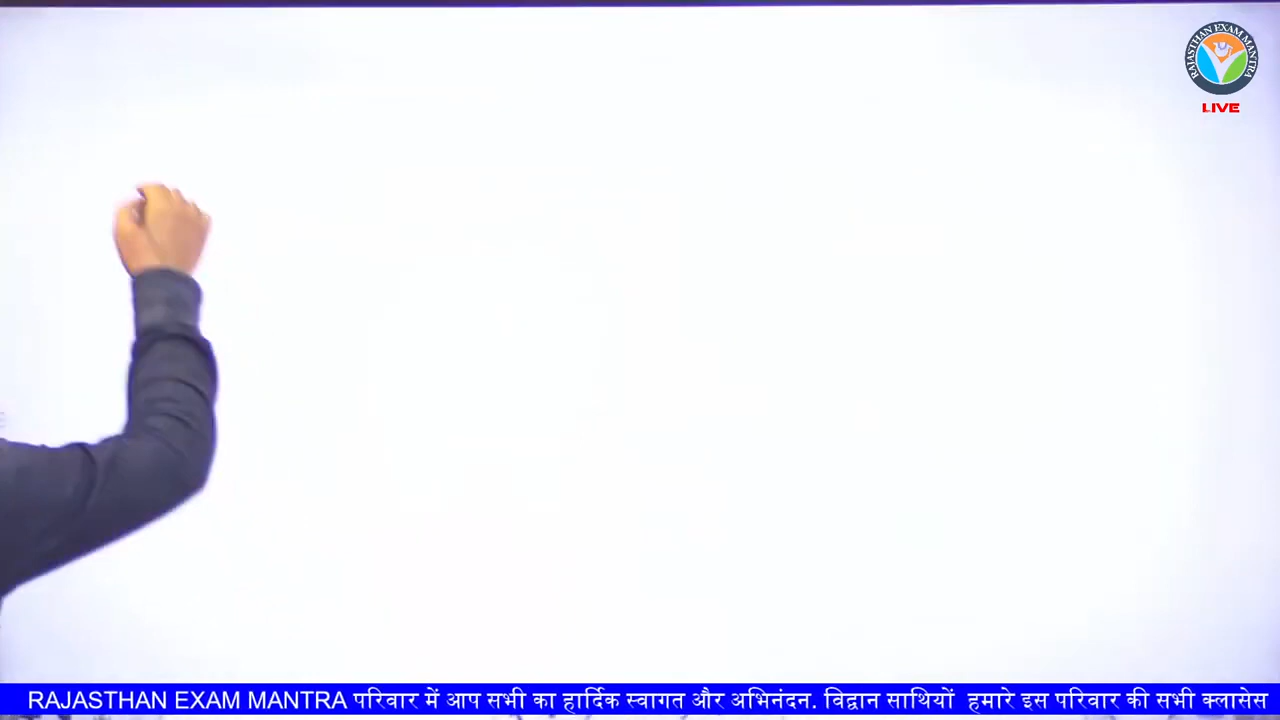 RAJASTHAN EXAM MANTRA
LIVE
RAJASTHAN EXAM MANTRA परिवार में आप सभी का हार्दिक स्वागत और अभिनंदन. विद्वान साथियों हमारे इस परिवार की सभी क्लासेस